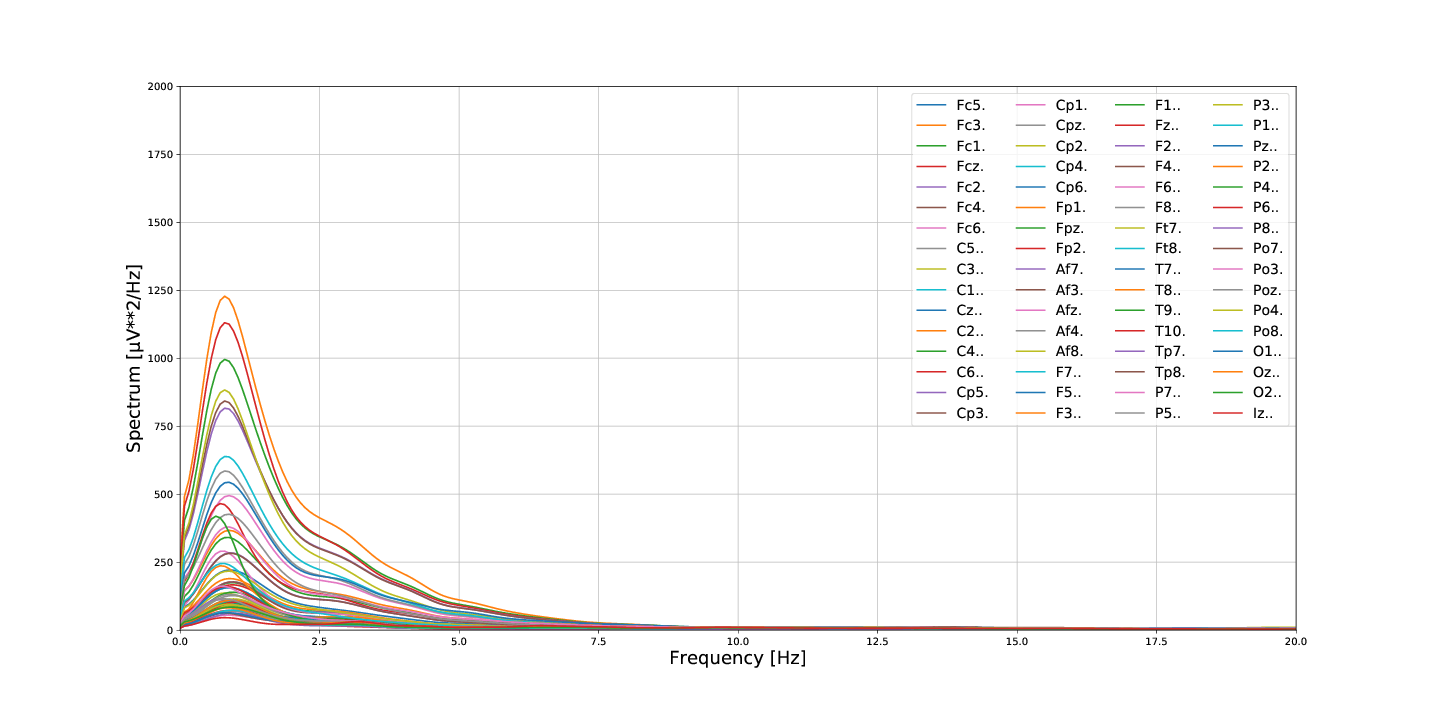 2000
1750
1500
1250
1000
750
500
250
0
Spectrum [µV**2/Hz]
Fc5. Cp1. F1.. P3..
Fc3. Cpz. Fz.. P1..
Fc1. Cp2. F2.. Pz..
Fcz. Cp4. F4.. P2..
Fc2. Cp6. F6.. P4..
Fc4. Fp1. F8.. P6..
Fc6. Fpz. Ft7. P8..
C5.. Fp2. Ft8. Po7.
C3.. Af7. T7.. Po3.
C1.. Af3. T8.. Poz.
Cz.. Afz. T9.. Po4.
C2.. Af4. T10. Po8.
C4.. Af8. Tp7. O1..
C6.. F7.. Tp8. Oz..
Cp5. F5.. P7.. O2..
Cp3. F3.. P5.. Iz..
0.0 2.5 5.0 7.5 10.0 12.5 15.0 17.5 20.0
Frequency [Hz]